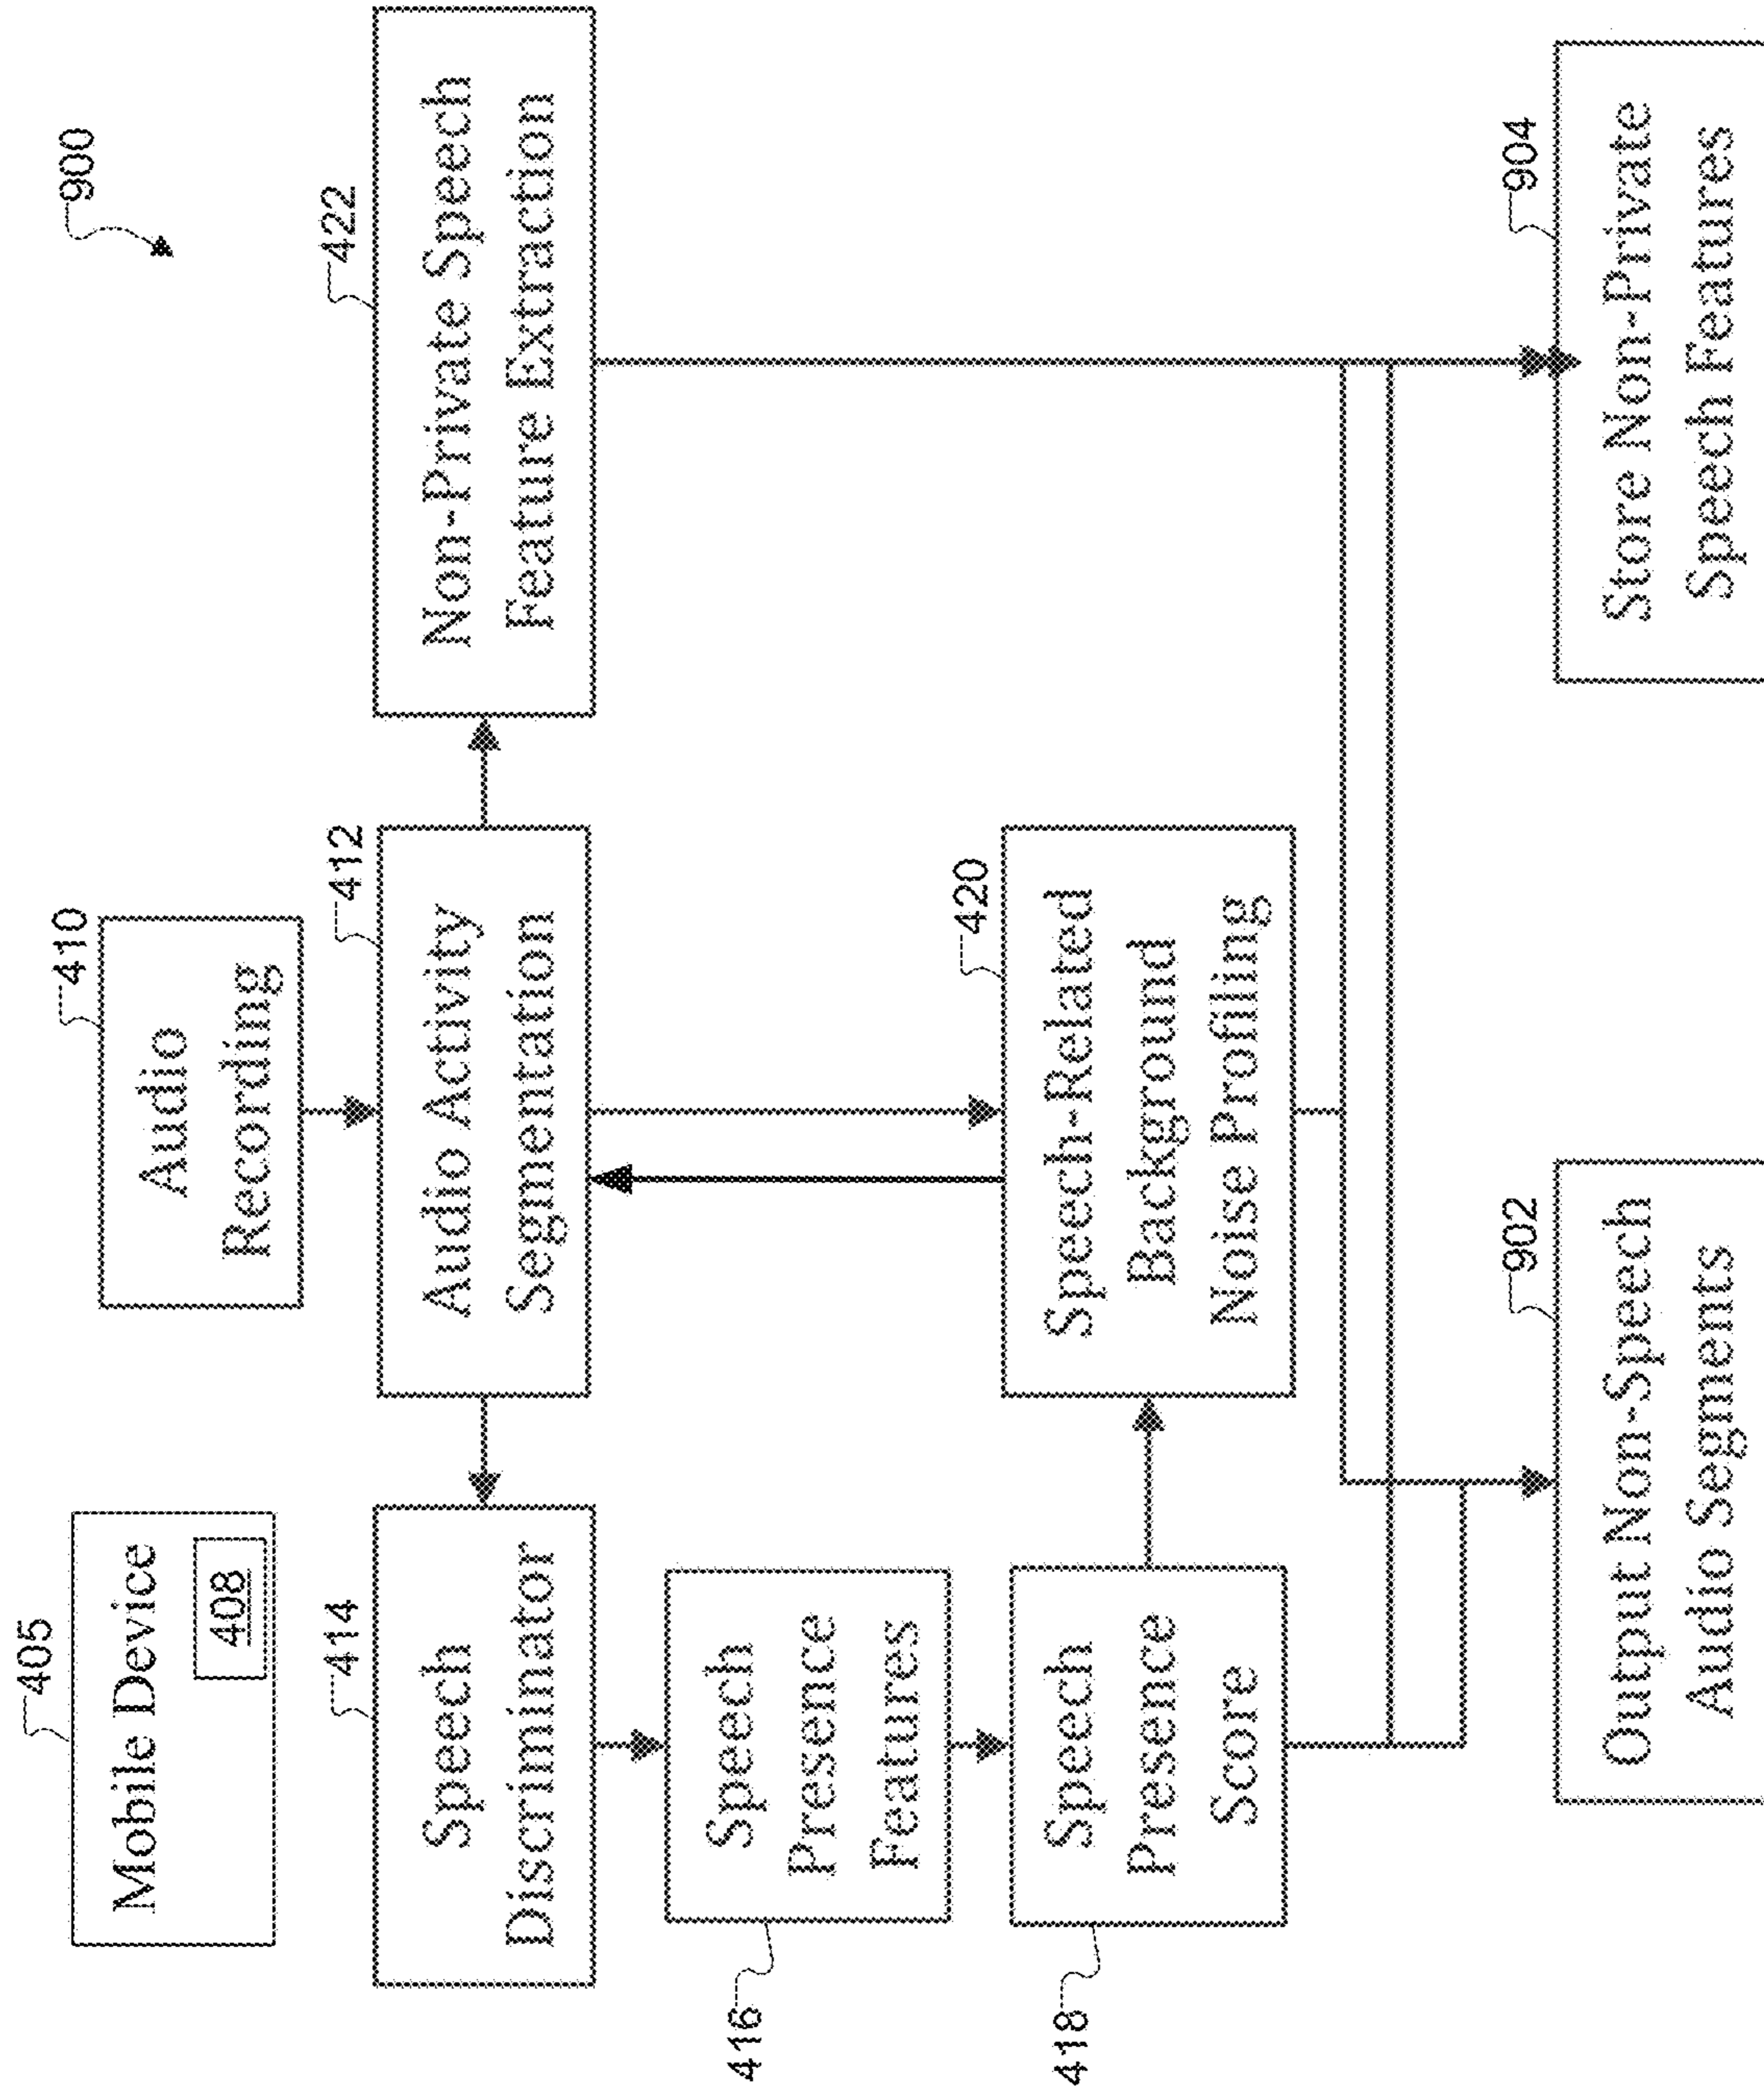 900
405
Mobile Device
408
410
Audio
Recording
414
Speech
Discriminator
412
Audio Activity
Segmentation
422
Non-Private Speech
Feature Extraction
416
Speech
Presence
Features
418
Speech
Presence
Score
420
Speech-Related
Background
Noise Profiling
902
Output Non-Speech
Audio Segments
904
Store Non-Private
Speech Features